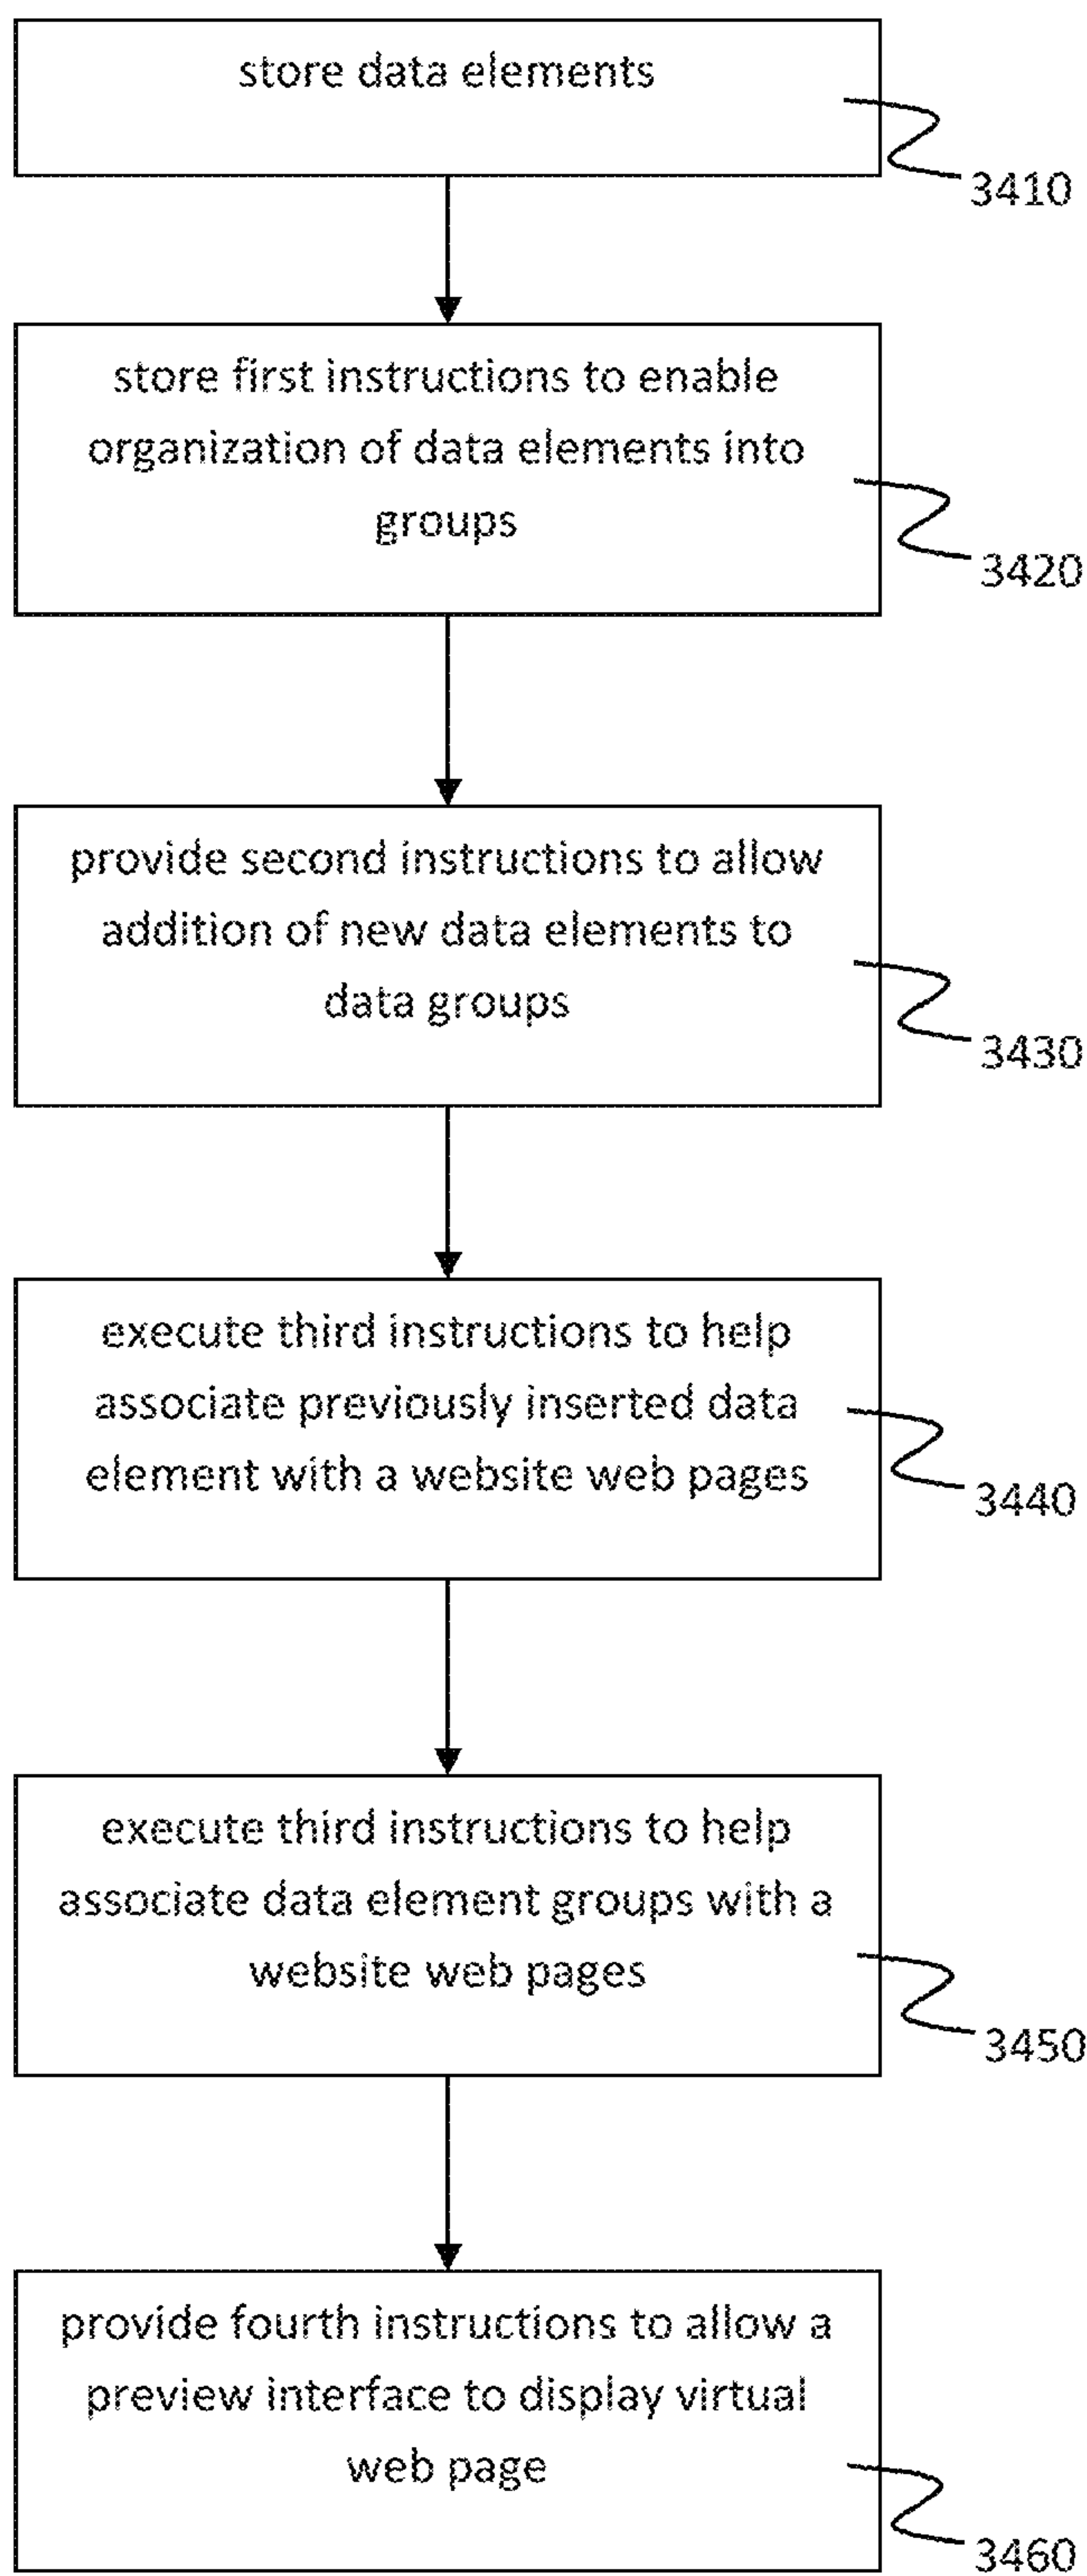 store data elements
3410
store first instructions to enable
organization of data elements into
groups
3420
provide second instructions to allow
addition of new data elements to
data groups
3430
execute third instructions to help
associate previously inserted data
element with a website web pages
3440
execute third instructions to help
associate data element groups with a
website web pages
3450
provide fourth instructions to allow a
preview interface to display virtual
web page
3460